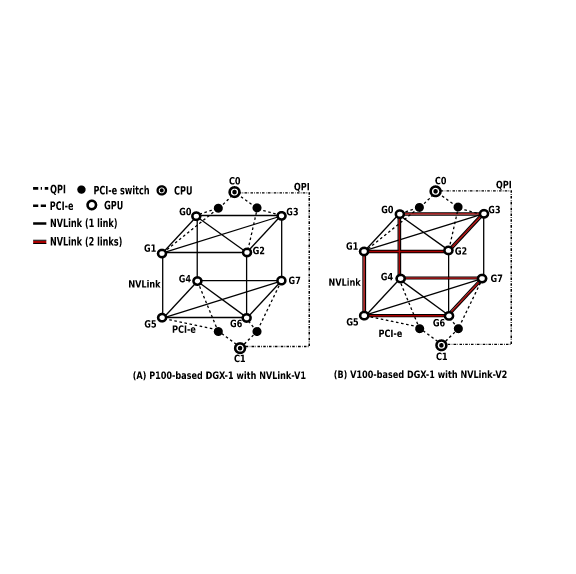 QPI
PCI-e switch
CPU
PCI-e
GPU
NVLink (1 link)
NVLink (2 links)
C0
QPI
G0
G3
G1
G2
NVLink
G4
G7
G5
G6
PCI-e
C1
(A) P100-based DGX-1 with NVLink-V1
C0
QPI
G0
G3
G1
G2
NVLink
G4
G7
G5
G6
PCI-e
C1
(B) V100-based DGX-1 with NVLink-V2